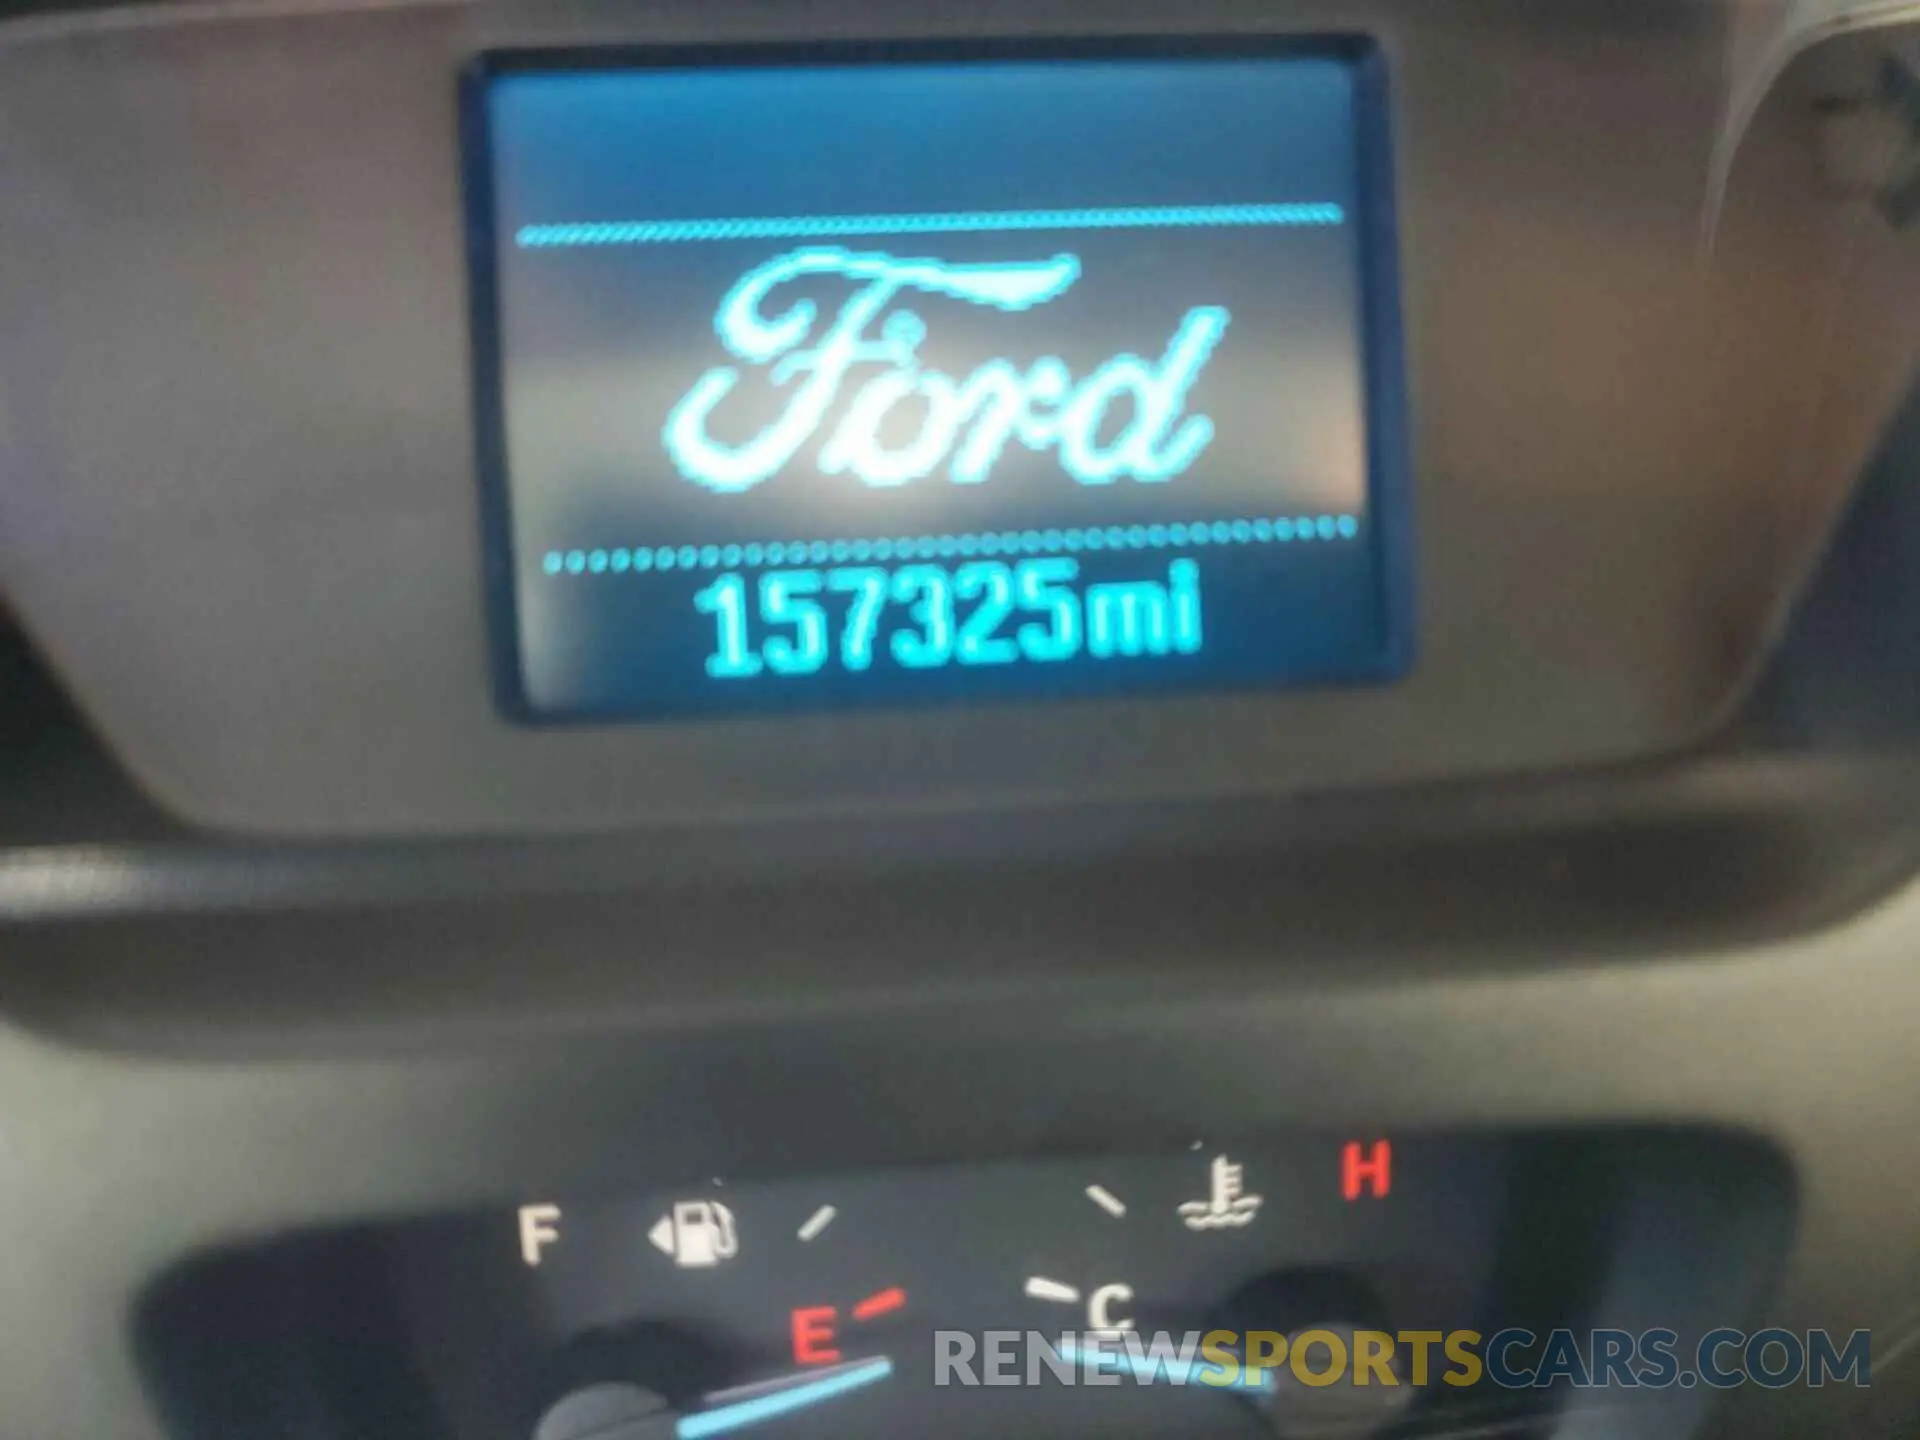 Ford
157325mi
F H
E C
RENEWSPORTSCARS.COM